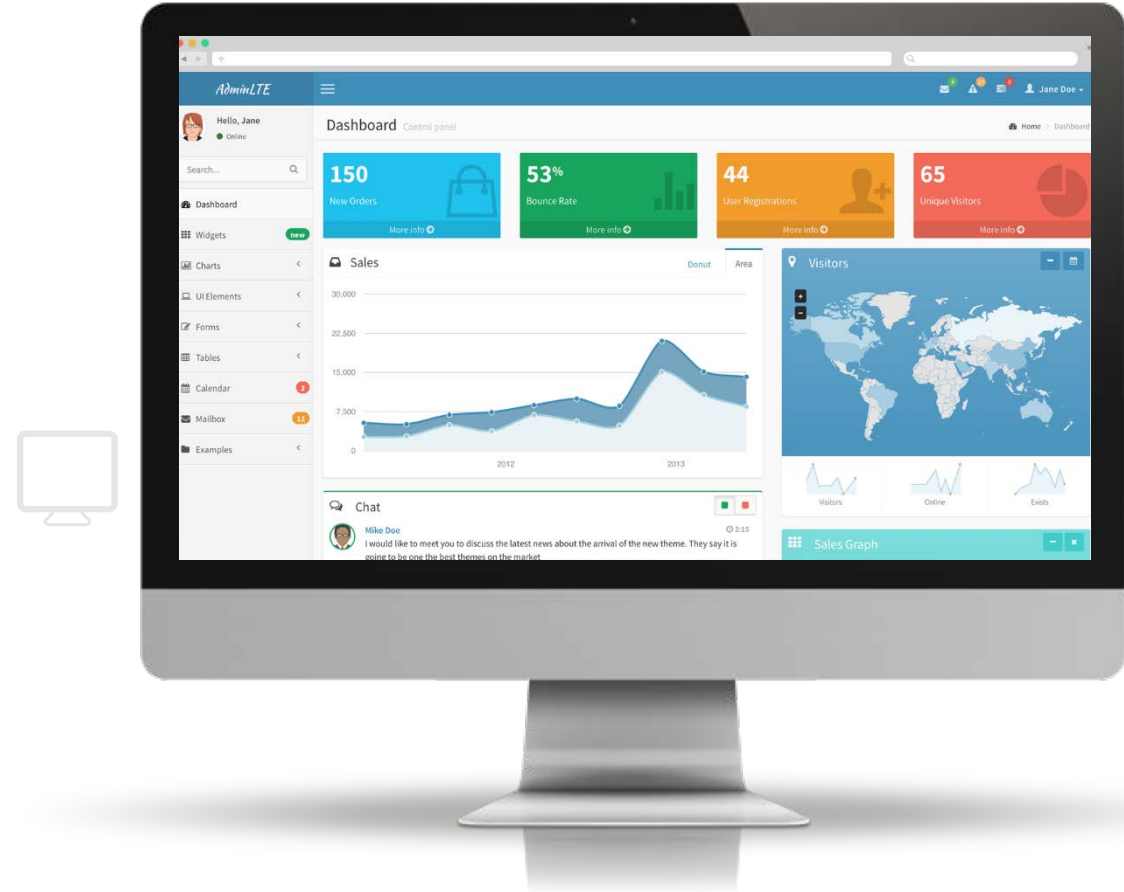 AdminLTE
Jane Doe
Hello, Jane
Online
Search...
Dashboard
Widgets new
Charts
UI Elements
Forms
Tables
Calendar 3
Mailbox 12
Examples
Dashboard Control panel
Home > Dashboard
150
New Orders
More info
53%
Bounce Rate
More info
44
User Registrations
More info
65
Unique Visitors
More info
Sales
Donut Area
30.000
22.500
15.000
7.500
0
2012 2013
Visitors
+
-
Visitors Online Exists
Chat
Mike Doe 2:15
I would like to meet you to discuss the latest news about the arrival of the new theme. They say it is
going to be one the best themes on the market
Sales Graph